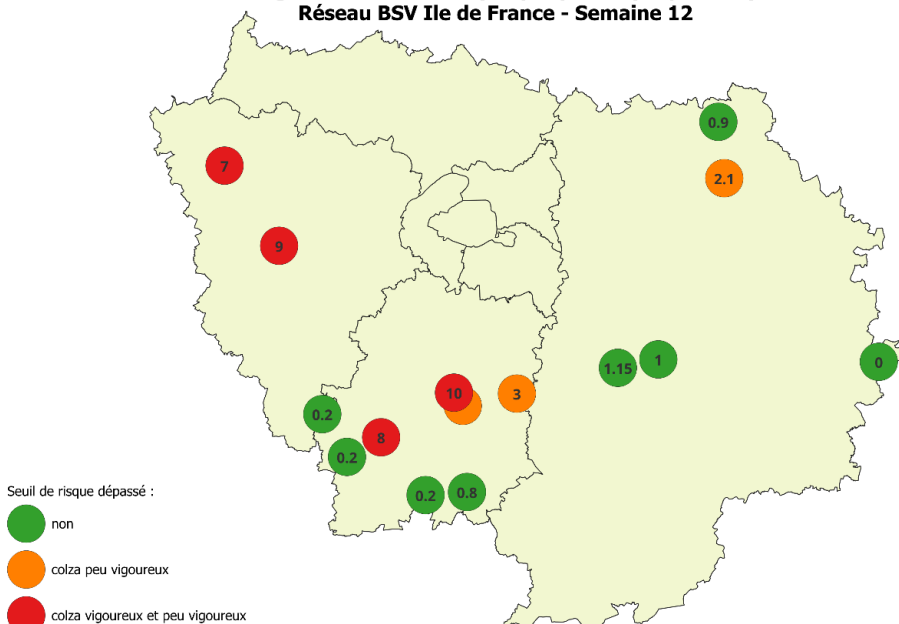 Réseau BSV Ile de France - Semaine 12
0.9
7
2.1
9
1.15
1
0
10
3
0.2
8
0.2
0.2
0.8
Seuil de risque dépassé :
non
colza peu vigoureux
colza vigoureux et peu vigoureux